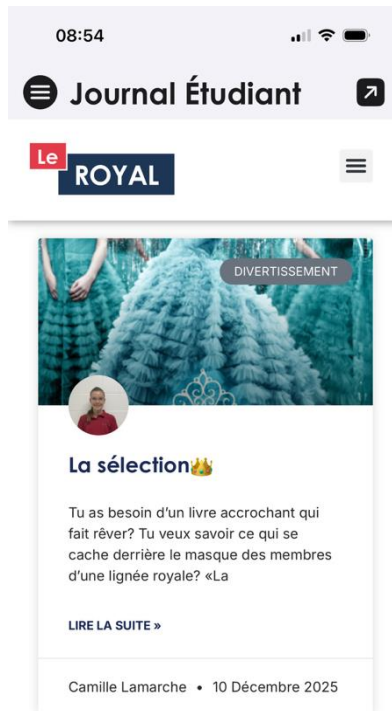 08:54
Journal Étudiant
Le
ROYAL
DIVERTISSEMENT
La sélection👑
Tu as besoin d’un livre accrochant qui
fait rêver? Tu veux savoir ce qui se
cache derrière le masque des membres
d’une lignée royale? «La
LIRE LA SUITE »
Camille Lamarche • 10 Décembre 2025